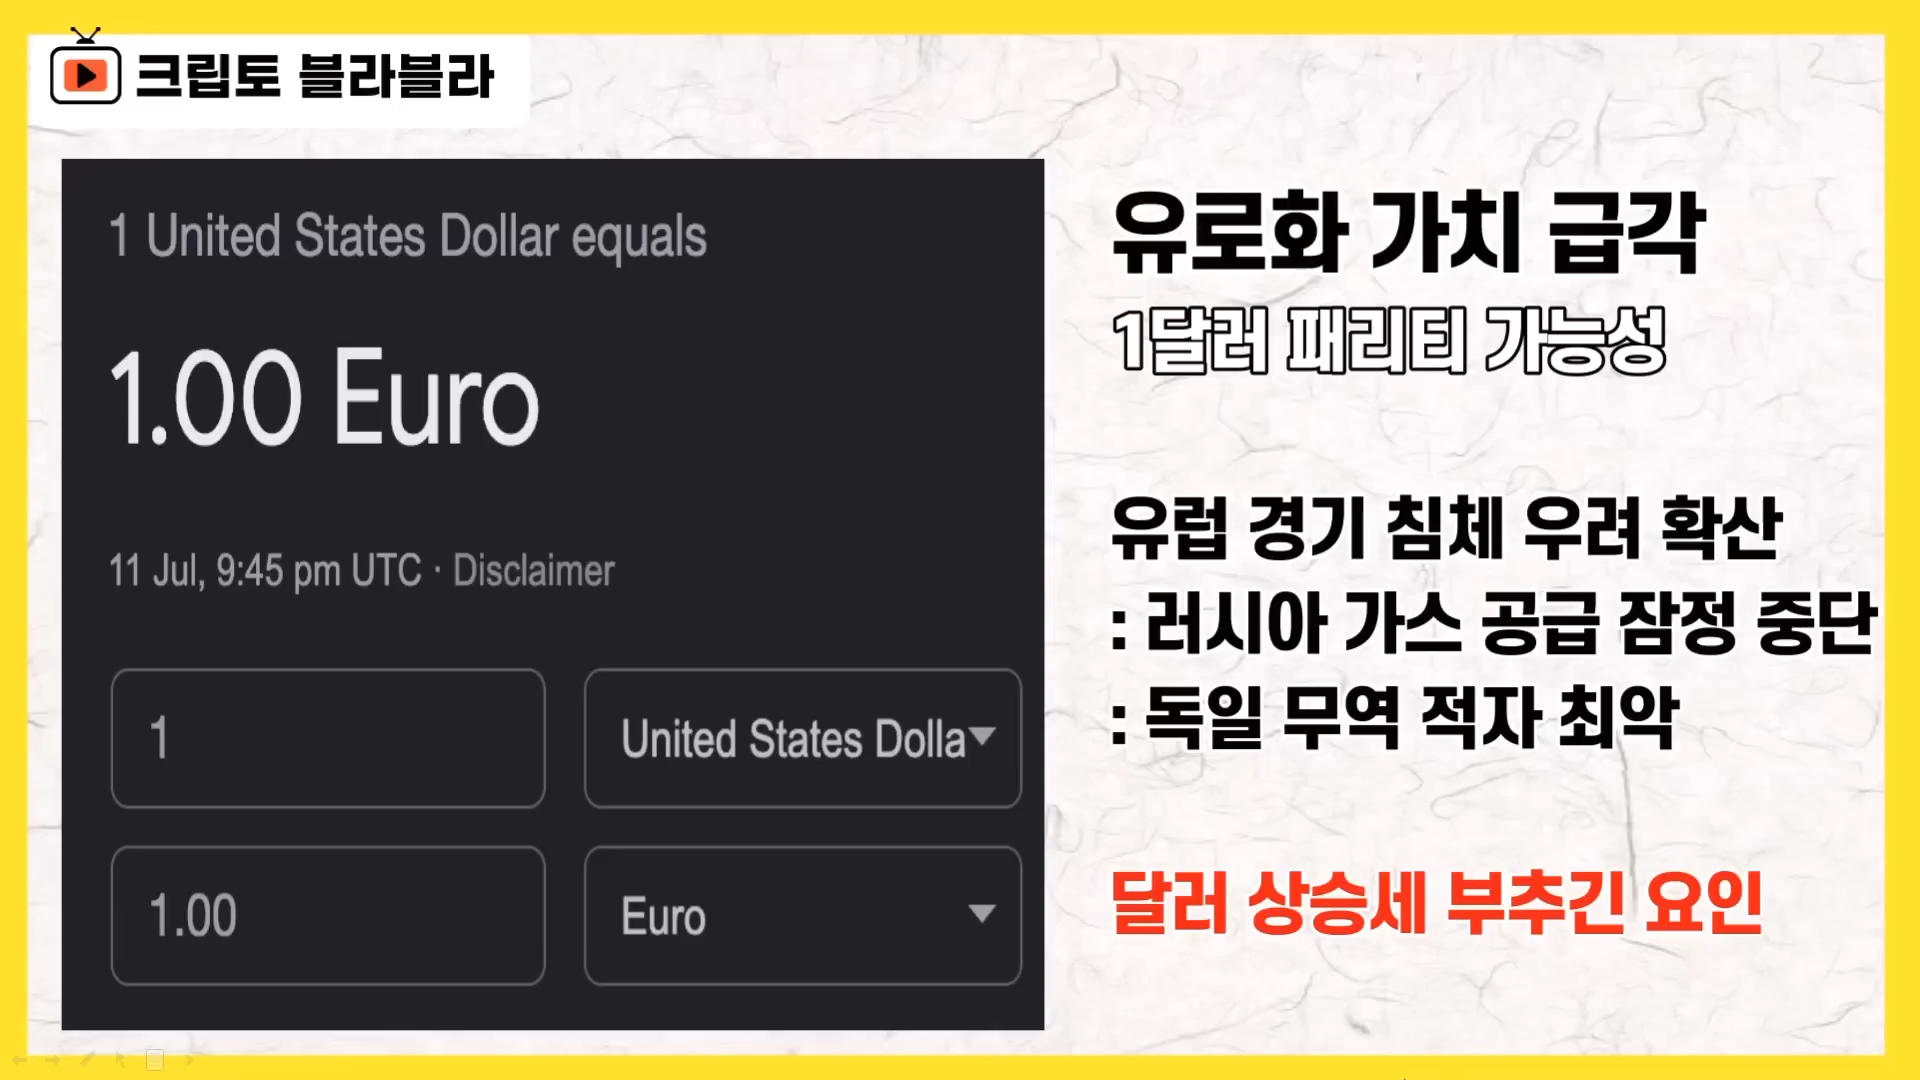 크립토 블라블라
1 United States Dollar equals
1.00 Euro
11 Jul, 9:45 pm UTC · Disclaimer
1
United States Dolla
1.00
Euro
유로화 가치 급각
1달러 패리티 가능성
유럽 경기 침체 우려 확산
: 러시아 가스 공급 잠정 중단
: 독일 무역 적자 최악
달러 상승세 부추긴 요인